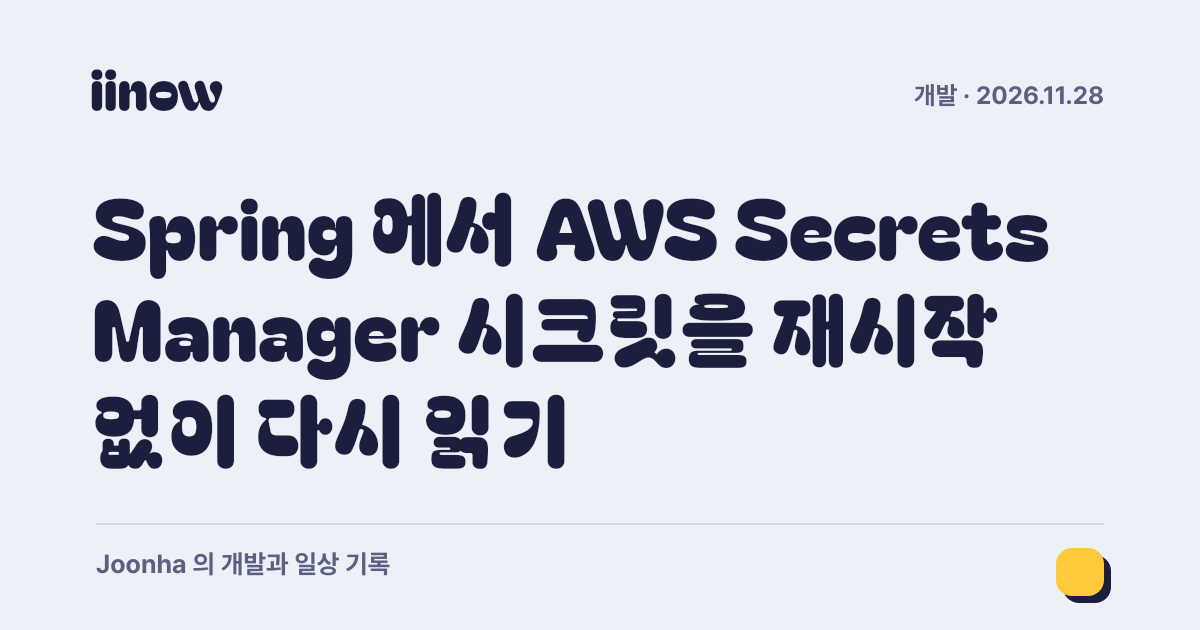 iinow
개발 · 2026.11.28
Spring 에서 AWS Secrets
Manager 시크릿을 재시작
없이 다시 읽기
Joonha 의 개발과 일상 기록